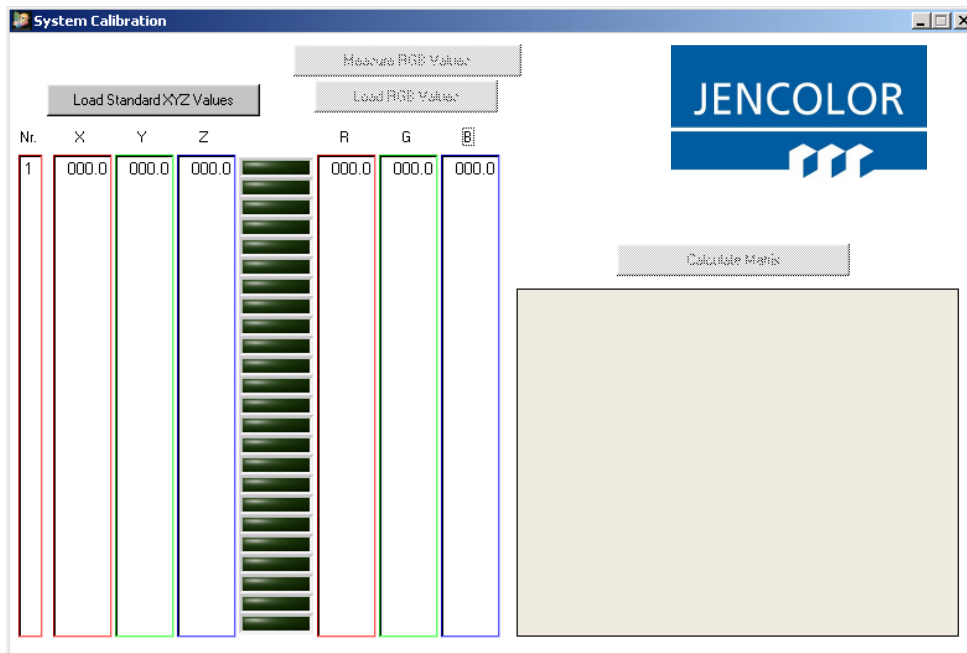 System Calibration
Measure RGB Values
Load Standard XYZ Values
Load RGB Values
JENCOLOR
Nr. X Y Z R G B
1 000.0 000.0 000.0 000.0 000.0 000.0
Calculate Matrix